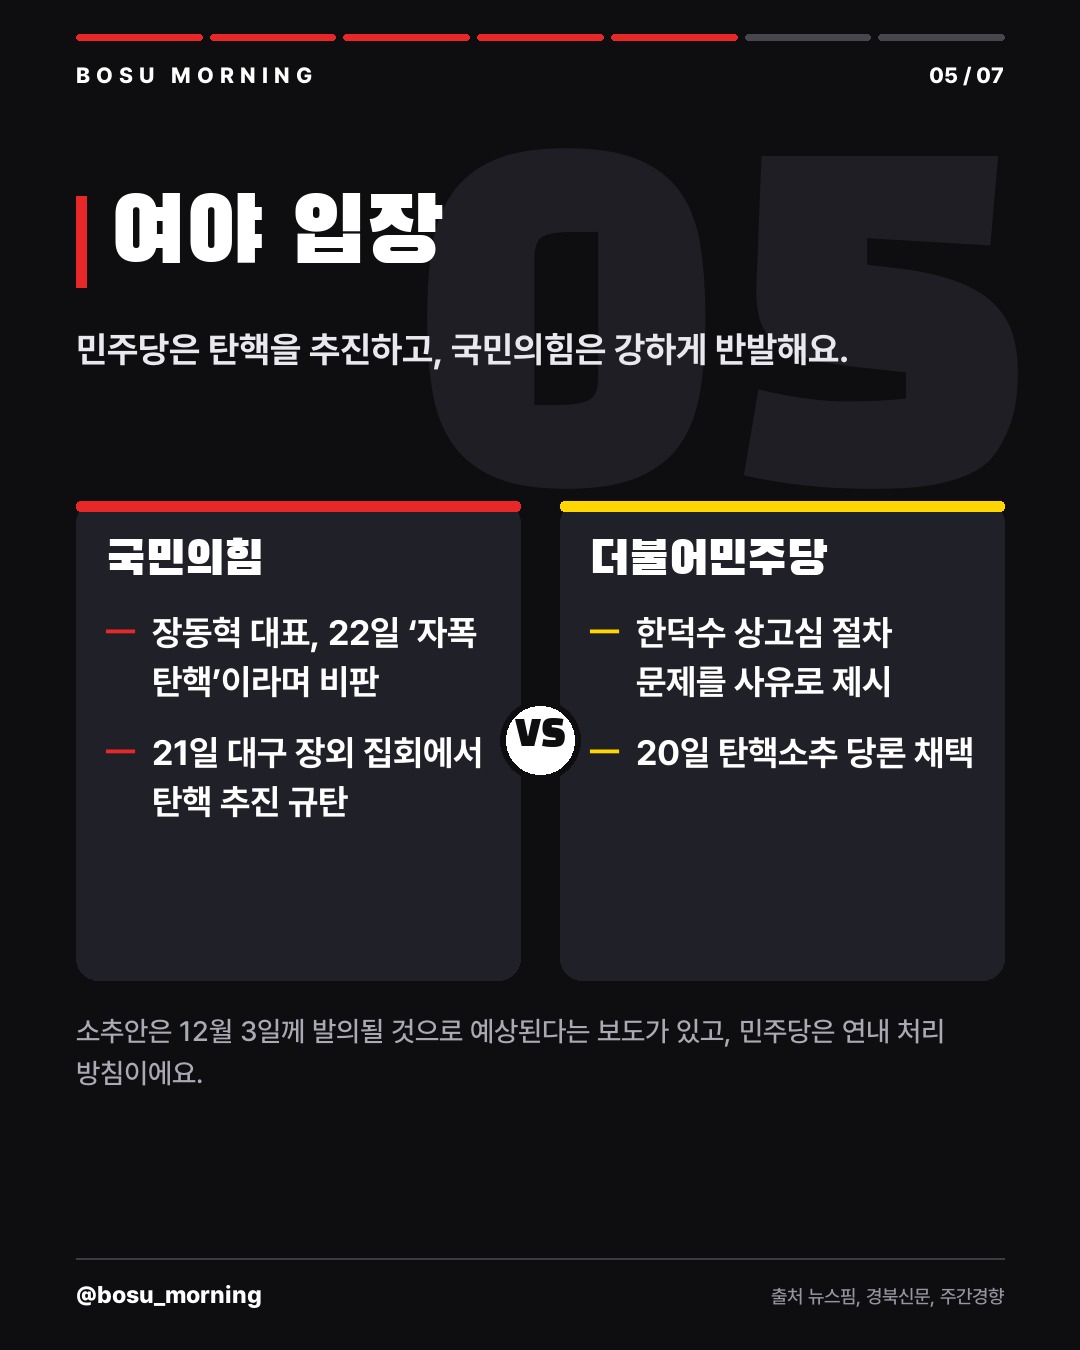 BOSU MORNING
05 / 07
05
여야 입장
민주당은 탄핵을 추진하고, 국민의힘은 강하게 반발해요.
국민의힘
— 장동혁 대표, 22일 ‘자폭
탄핵’이라며 비판
— 21일 대구 장외 집회에서
탄핵 추진 규탄
VS
더불어민주당
— 한덕수 상고심 절차
문제를 사유로 제시
— 20일 탄핵소추 당론 채택
소추안은 12월 3일께 발의될 것으로 예상된다는 보도가 있고, 민주당은 연내 처리
방침이에요.
@bosu_morning
출처 뉴스핌, 경북신문, 주간경향